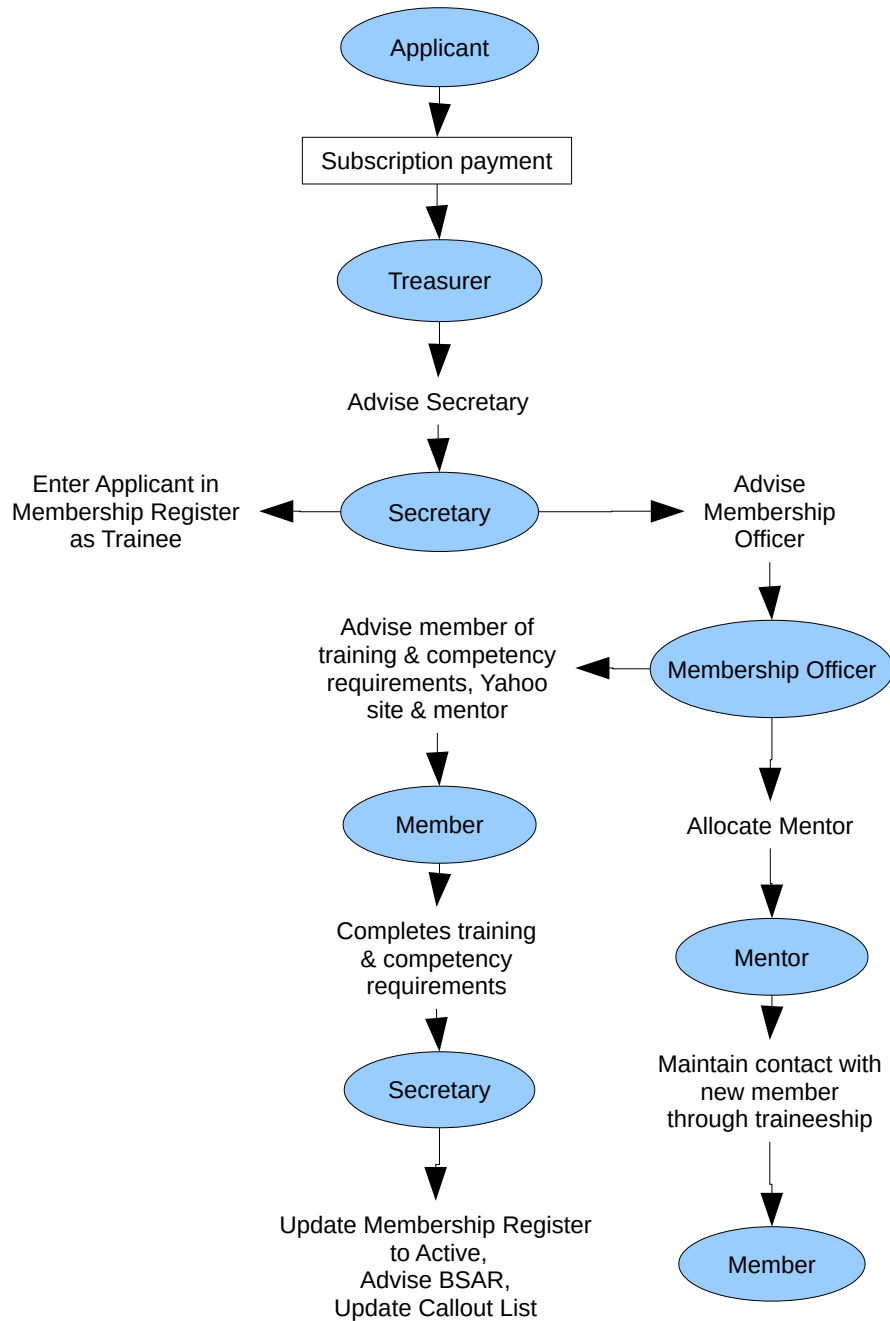 Applicant
Subscription payment
Treasurer
Advise Secretary
Enter Applicant in
Membership Register
as Trainee
Secretary
Advise
Membership
Officer
Advise member of
training & competency
requirements, Yahoo
site & mentor
Membership Officer
Member
Allocate Mentor
Completes training
& competency
requirements
Mentor
Secretary
Maintain contact with
new member
through traineeship
Update Membership Register
to Active,
Advise BSAR,
Update Callout List
Member